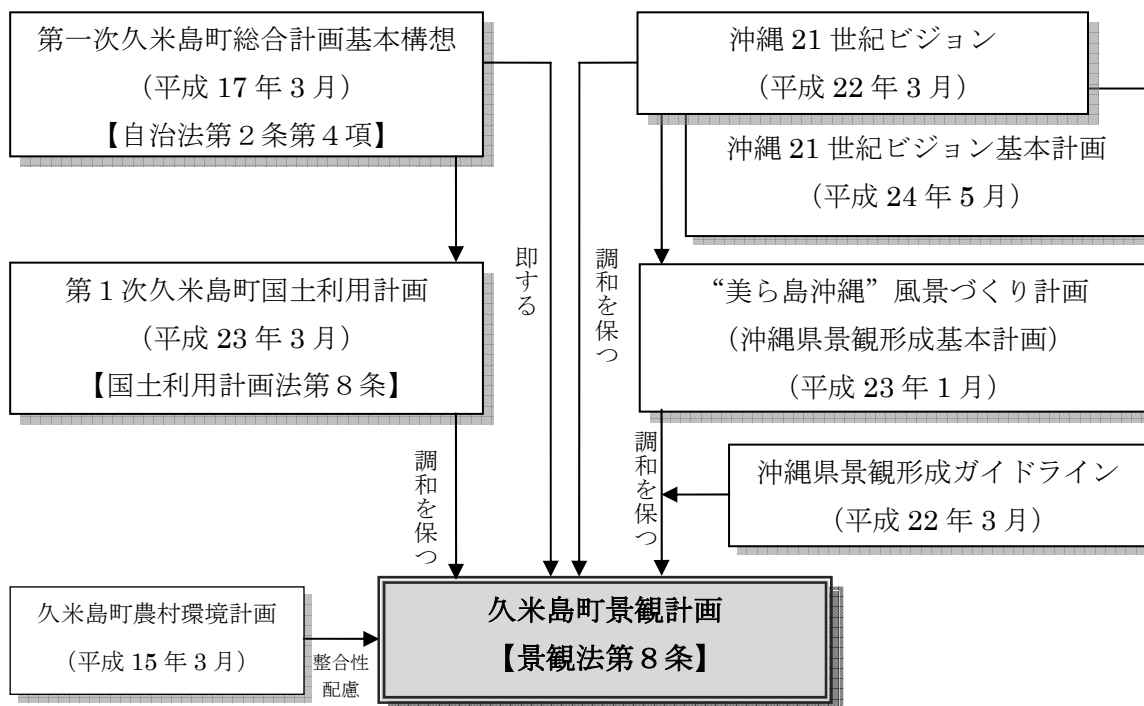 第一次久米島町総合計画基本構想
（平成 17 年 3 月）
【自治法第２条第４項】
沖縄 21 世紀ビジョン
（平成 22 年 3 月）
沖縄 21 世紀ビジョン基本計画
（平成 24 年 5 月）
即する
調和を保つ
第１次久米島町国土利用計画
（平成 23 年 3 月）
【国土利用計画法第８条】
“美ら島沖縄”風景づくり計画
(沖縄県景観形成基本計画)
（平成 23 年 1 月）
調和を保つ
調和を保つ
沖縄県景観形成ガイドライン
（平成 22 年 3 月）
久米島町農村環境計画
（平成 15 年 3 月）
整合性
配慮
久米島町景観計画
【景観法第８条】